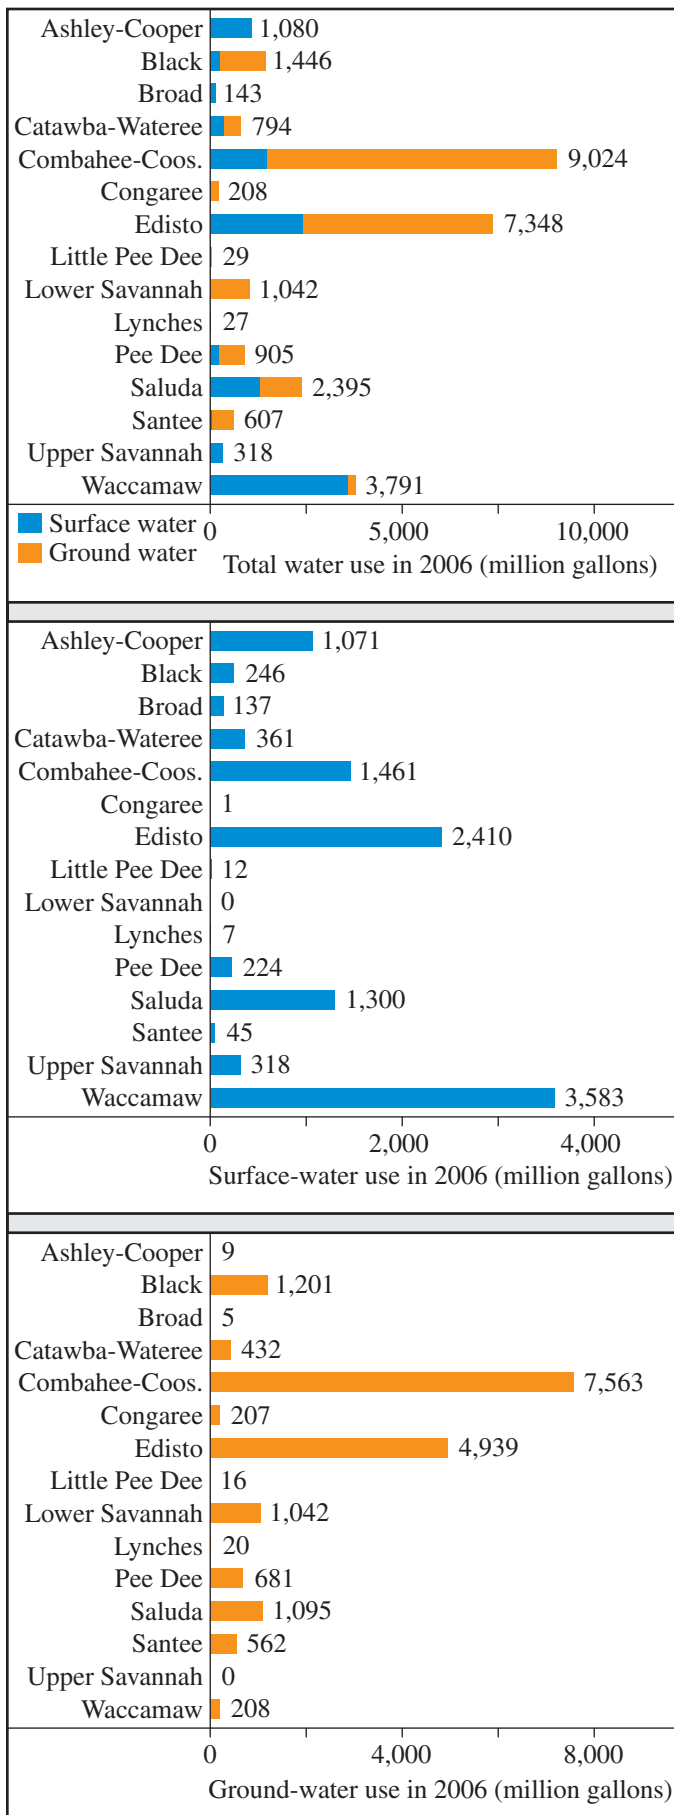 Ashley-Cooper 1,080
Black 1,446
Broad 143
Catawba-Wateree 794
Combahee-Coos. 9,024
Congaree 208
Edisto 7,348
Little Pee Dee 29
Lower Savannah 1,042
Lynches 27
Pee Dee 905
Saluda 2,395
Santee 607
Upper Savannah 318
Waccamaw 3,791
0 5,000 10,000
Surface water
Ground water
Total water use in 2006 (million gallons)
Ashley-Cooper 1,071
Black 246
Broad 137
Catawba-Wateree 361
Combahee-Coos. 1,461
Congaree 1
Edisto 2,410
Little Pee Dee 12
Lower Savannah 0
Lynches 7
Pee Dee 224
Saluda 1,300
Santee 45
Upper Savannah 318
Waccamaw 3,583
0 2,000 4,000
Surface-water use in 2006 (million gallons)
Ashley-Cooper 9
Black 1,201
Broad 5
Catawba-Wateree 432
Combahee-Coos. 7,563
Congaree 207
Edisto 4,939
Little Pee Dee 16
Lower Savannah 1,042
Lynches 20
Pee Dee 681
Saluda 1,095
Santee 562
Upper Savannah 0
Waccamaw 208
0 4,000 8,000
Ground-water use in 2006 (million gallons)